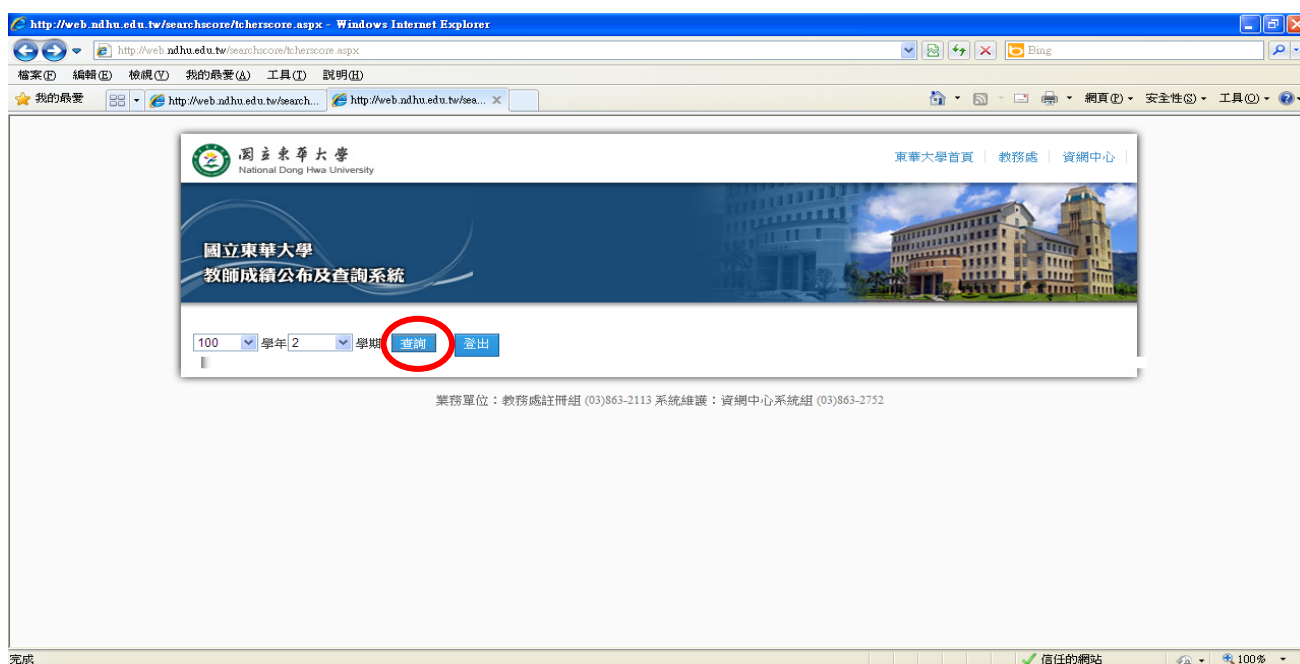 http://web.ndhu.edu.tw/searchscore/tcherscore.aspx - Windows Internet Explorer
http://web.ndhu.edu.tw/searchscore/tcherscore.aspx Bing
檔案(F) 編輯(E) 檢視(V) 我的最愛(A) 工具(T) 說明(H)
我的最愛 http://web.ndhu.edu.tw/search... http://web.ndhu.edu.tw/sea... 網頁(P) 安全性(S) 工具(O)
國立東華大學
National Dong Hwa University
東華大學首頁 教務處 資網中心
國立東華大學
教師成績公布及查詢系統
100 學年 2 學期 查詢 登出
業務單位：教務處註冊組 (03)863-2113 系統維護：資網中心系統組 (03)863-2752
完成 信任的網站 100%